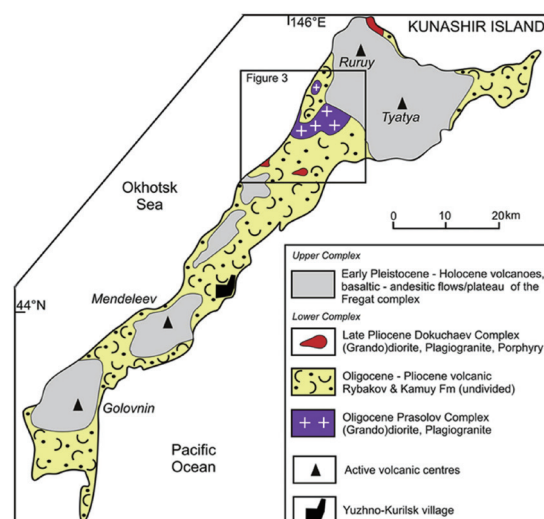 146°E
KUNASHIR ISLAND
Ruruy
Figure 3
Tyatya
Okhotsk
Sea
0 10 20km
44°N
Mendeleev
Golovnin
Pacific
Ocean
Upper Complex
Early Pleistocene - Holocene volcanoes,
basaltic - andesitic flows/plateau of the
Fregat complex
Lower Complex
Late Pliocene Dokuchaev Complex
(Grando)diorite, Plagiogranite, Porphyry
Oligocene - Pliocene volcanic
Rybakov & Kamuy Fm (undivided)
Oligocene Prasolov Complex
(Grando)diorite, Plagiogranite
Active volcanic centres
Yuzhno-Kurilsk village